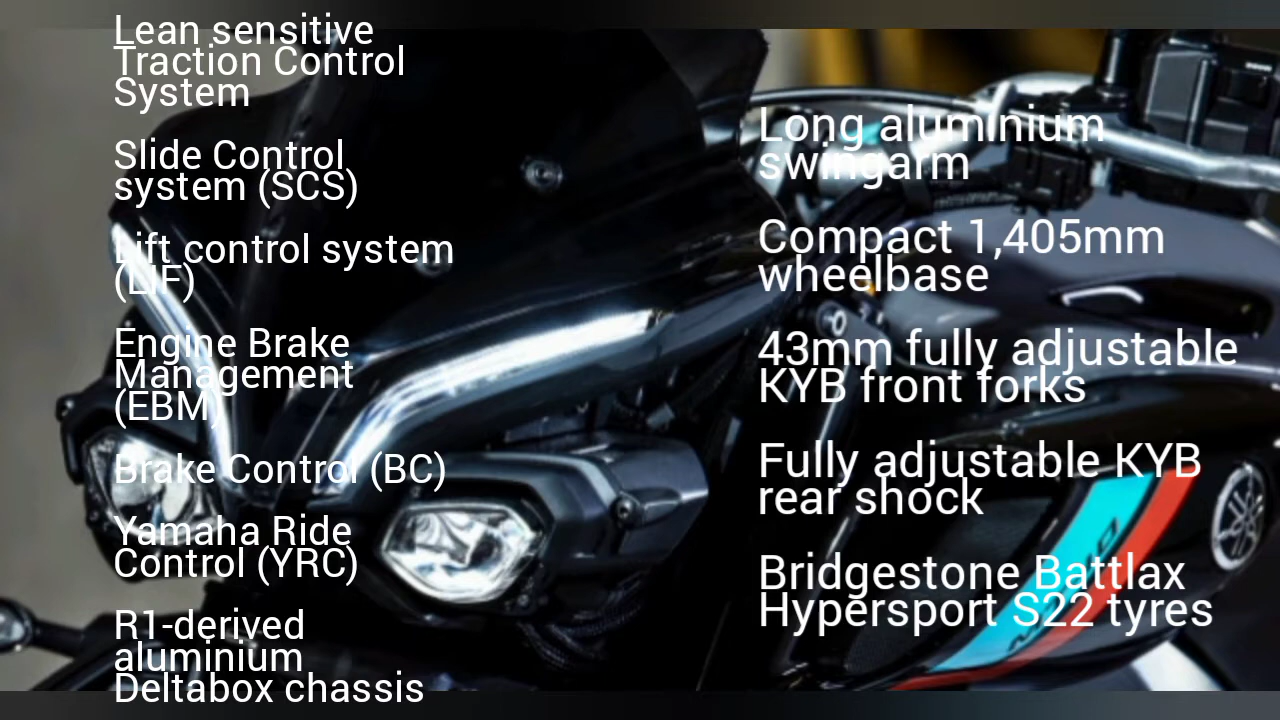 Lean sensitive
Traction Control
System
Slide Control
system (SCS)
Lift control system
(LIF)
Engine Brake
Management
(EBM)
Brake Control (BC)
Yamaha Ride
Control (YRC)
R1-derived
aluminium
Deltabox chassis
Long aluminium
swingarm
Compact 1,405mm
wheelbase
43mm fully adjustable
KYB front forks
Fully adjustable KYB
rear shock
Bridgestone Battlax
Hypersport S22 tyres